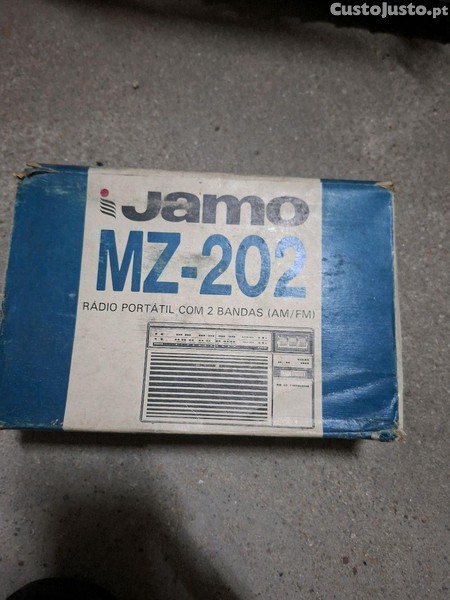 CustoJusto.pt
Jamo
MZ-202
RÁDIO PORTÁTIL COM 2 BANDAS (AM/FM)